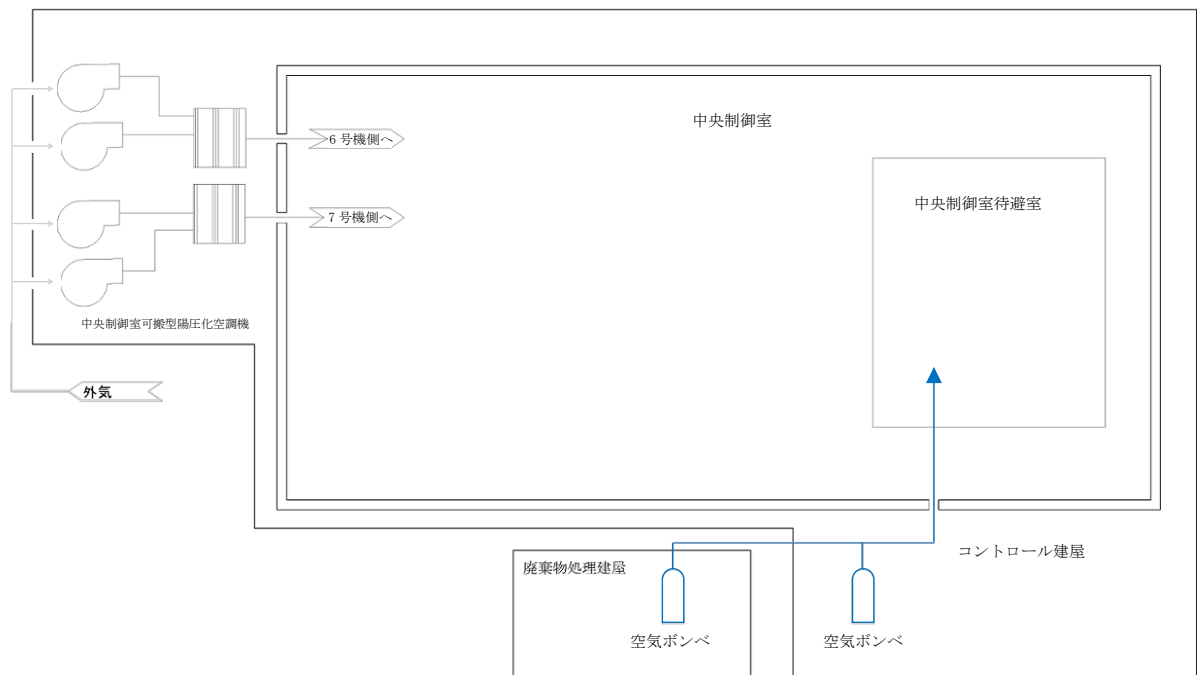 中央制御室
6 号機側へ
中央制御室待避室
7 号機側へ
中央制御室可搬型陽圧化空調機
外気
コントロール建屋
廃棄物処理建屋
空気ボンベ
空気ボンベ